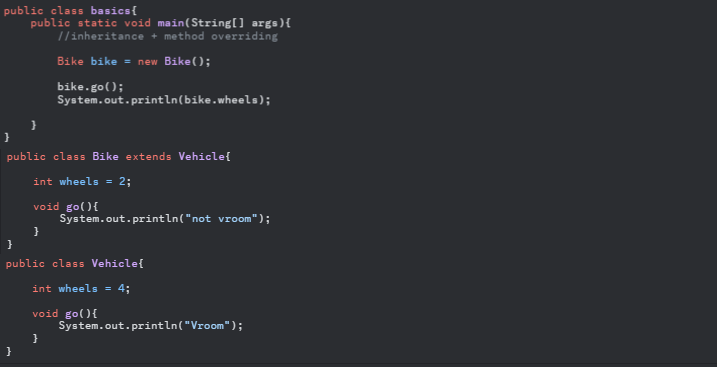 public class basics{
    public static void main(String[] args){
        //inheritance + method overriding
        Bike bike = new Bike();
        bike.go();
        System.out.println(bike.wheels);
    }
}
public class Bike extends Vehicle{
    int wheels = 2;
    void go(){
        System.out.println("not vroom");
    }
}
public class Vehicle{
    int wheels = 4;
    void go(){
        System.out.println("Vroom");
    }
}